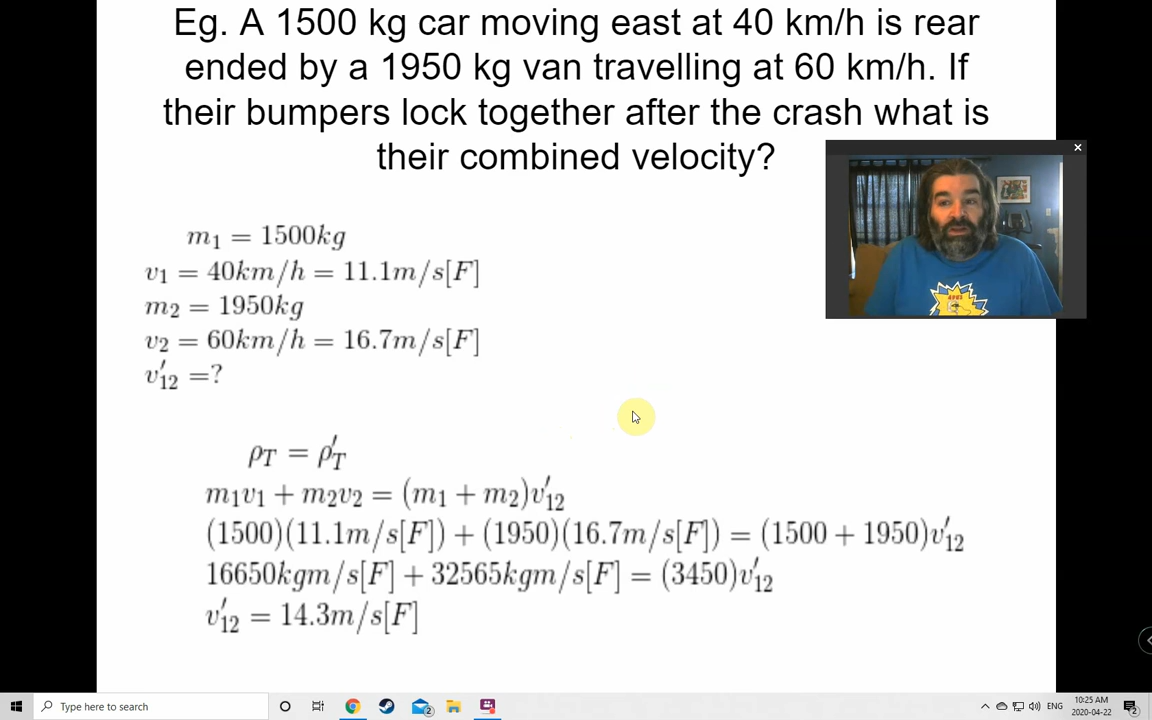 Eg. A 1500 kg car moving east at 40 km/h is rear
ended by a 1950 kg van travelling at 60 km/h. If
their bumpers lock together after the crash what is
their combined velocity?
m₁ = 1500kg
v₁ = 40km/h = 11.1m/s[F]
m₂ = 1950kg
v₂ = 60km/h = 16.7m/s[F]
v′₁₂ =?
ρ_T = ρ′_T
m₁v₁ + m₂v₂ = (m₁ + m₂)v′₁₂
(1500)(11.1m/s[F]) + (1950)(16.7m/s[F]) = (1500 + 1950)v′₁₂
16650kgm/s[F] + 32565kgm/s[F] = (3450)v′₁₂
v′₁₂ = 14.3m/s[F]
Type here to search
2
ENG
10:25 AM
2020-04-22
2